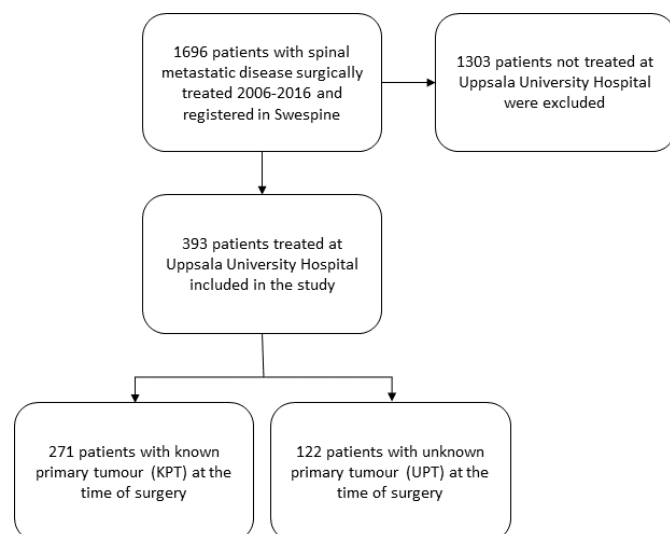 1696 patients with spinal
metastatic disease surgically
treated 2006-2016 and
registered in Swespine
1303 patients not treated at
Uppsala University Hospital
were excluded
393 patients treated at
Uppsala University Hospital
included in the study
271 patients with known
primary tumour (KPT) at the
time of surgery
122 patients with unknown
primary tumour (UPT) at the
time of surgery